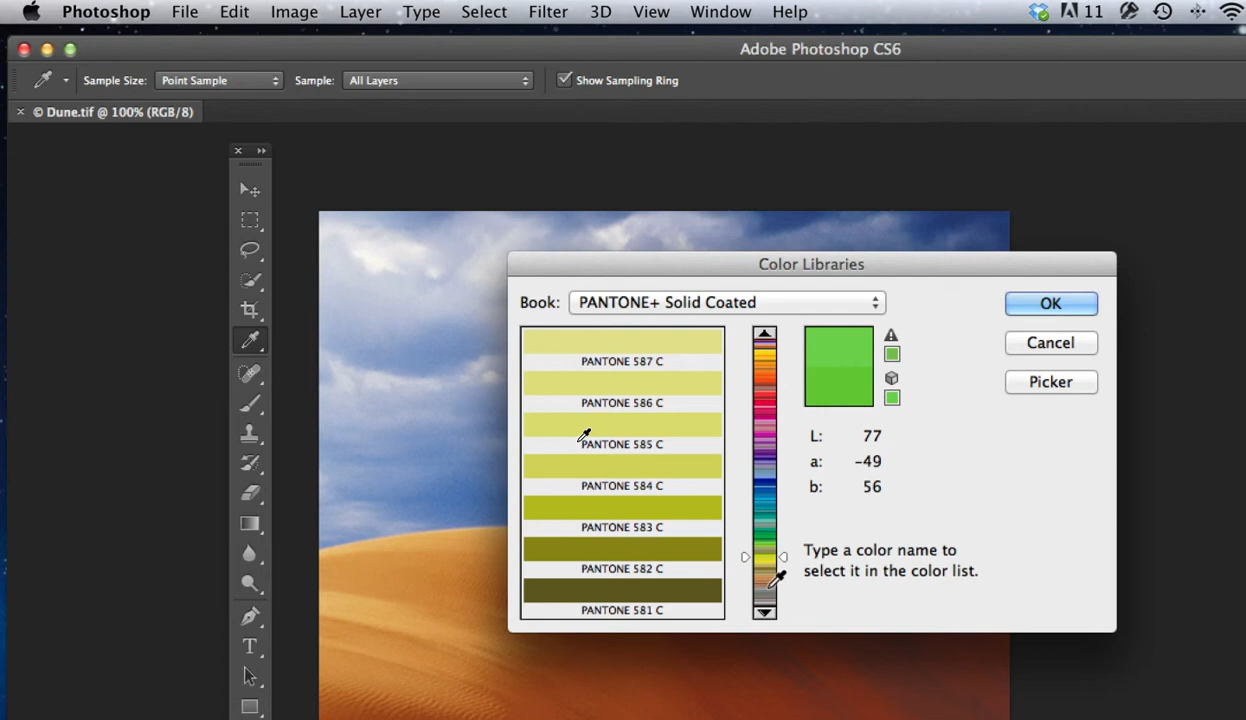 Photoshop File Edit Image Layer Type Select Filter 3D View Window Help 11
Adobe Photoshop CS6
Sample Size: Point Sample Sample: All Layers Show Sampling Ring
© Dune.tif @ 100% (RGB/8)
Color Libraries
Book: PANTONE+ Solid Coated
OK
Cancel
Picker
PANTONE 587 C
PANTONE 586 C
PANTONE 585 C
PANTONE 584 C
PANTONE 583 C
PANTONE 582 C
PANTONE 581 C
L: 77
a: -49
b: 56
Type a color name to
select it in the color list.
T